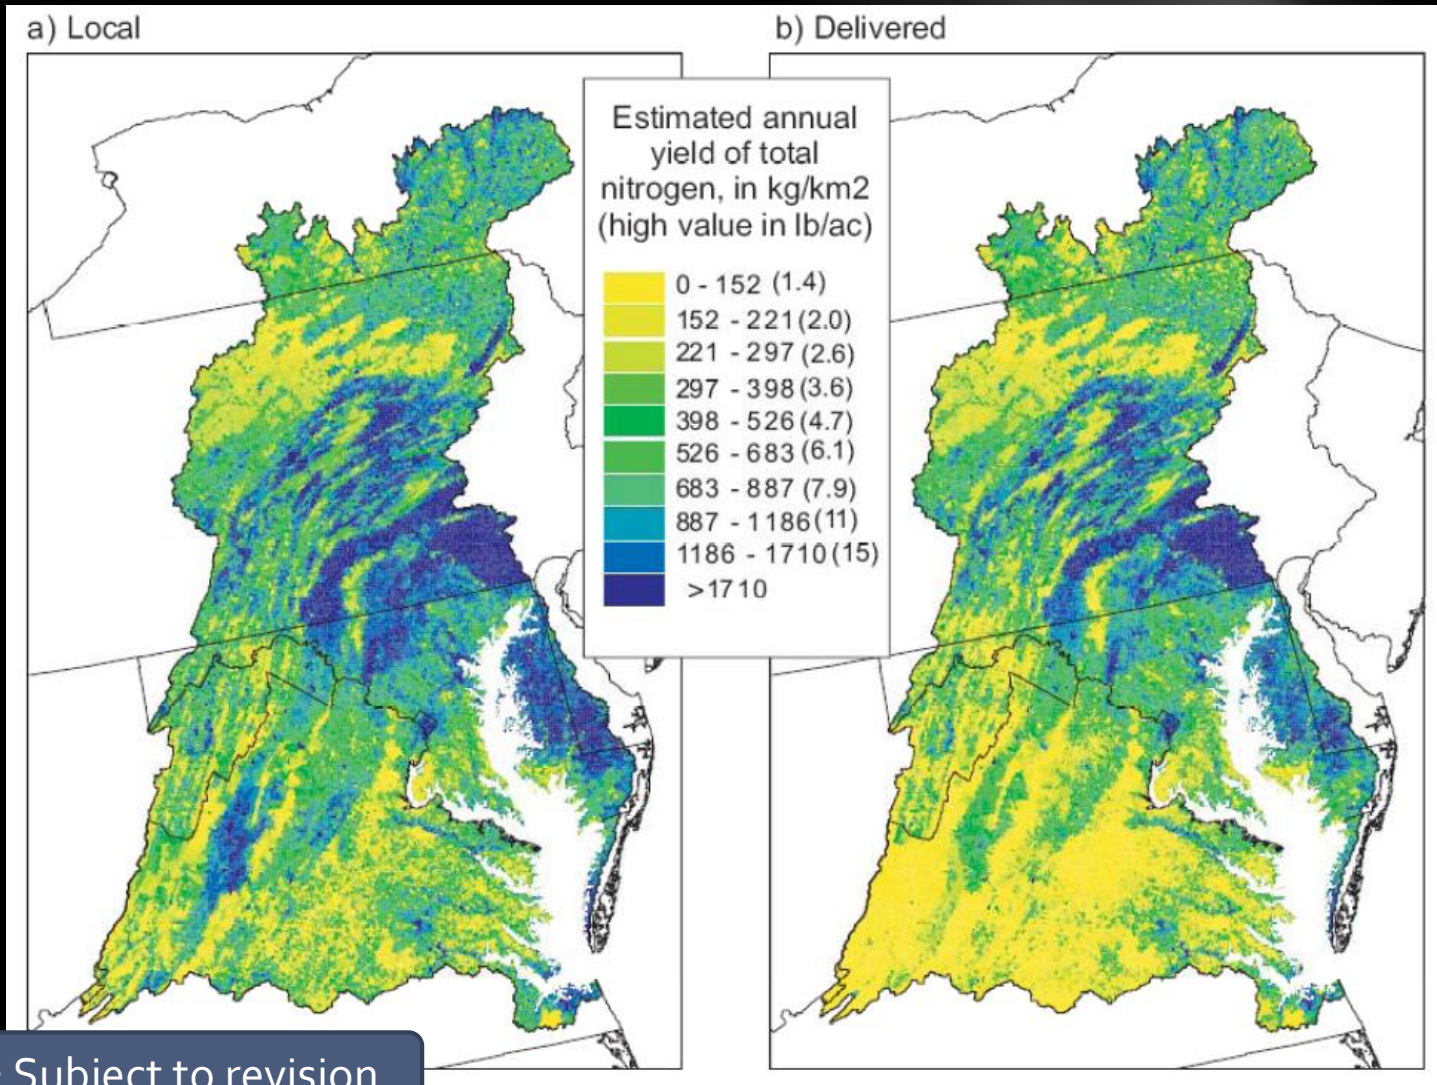 a) Local
b) Delivered
Estimated annual
yield of total
nitrogen, in kg/km2
(high value in lb/ac)
0 - 152 (1.4)
152 - 221 (2.0)
221 - 297 (2.6)
297 - 398 (3.6)
398 - 526 (4.7)
526 - 683 (6.1)
683 - 887 (7.9)
887 - 1186 (11)
1186 - 1710 (15)
>1710
Subject to revision